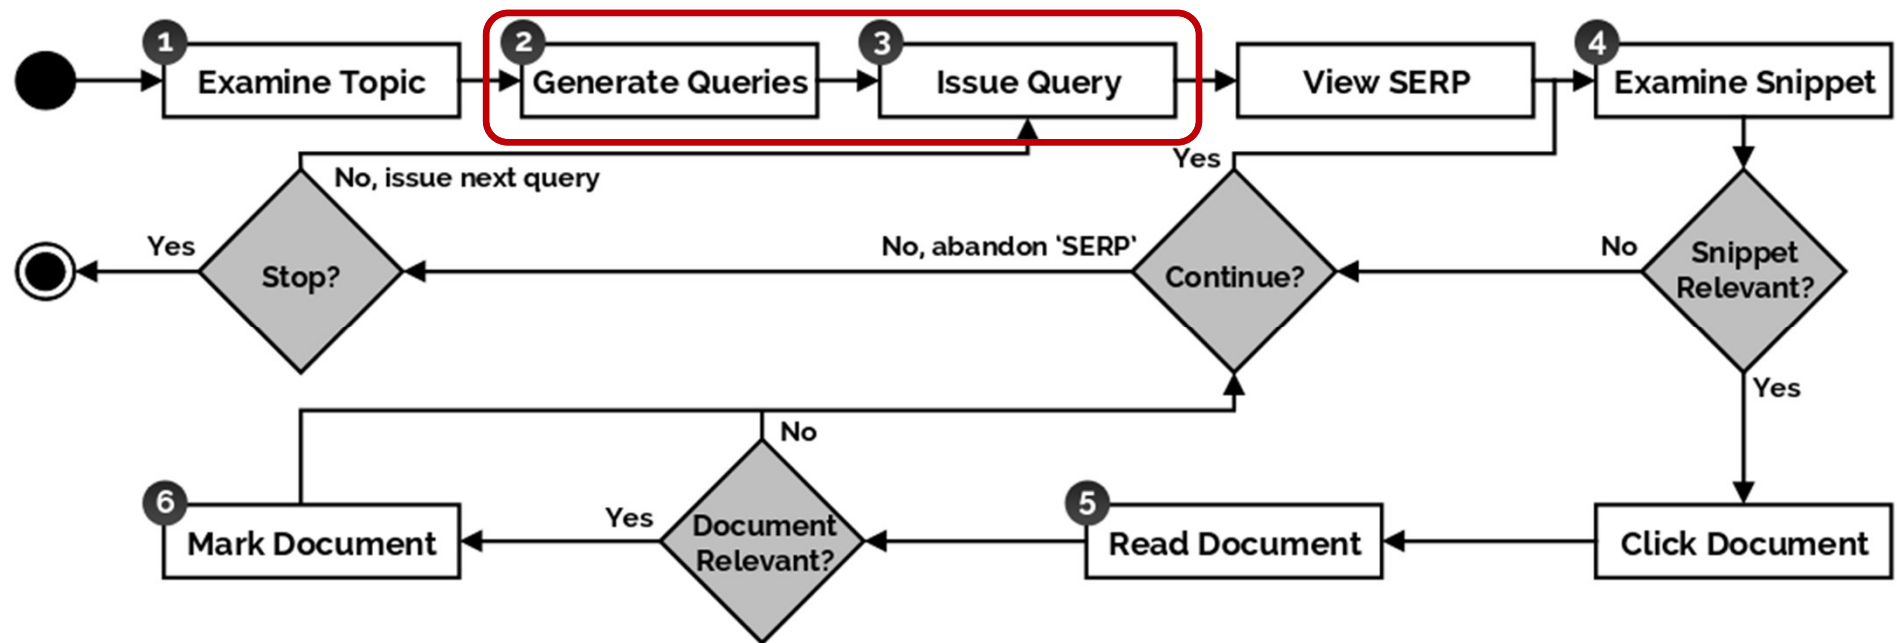 1
Examine Topic
2
Generate Queries
3
Issue Query
View SERP
4
Examine Snippet
No, issue next query
Yes
Yes
Stop?
No, abandon ‘SERP’
Continue?
No
Snippet
Relevant?
Yes
No
6
Mark Document
Yes
Document
Relevant?
5
Read Document
Click Document